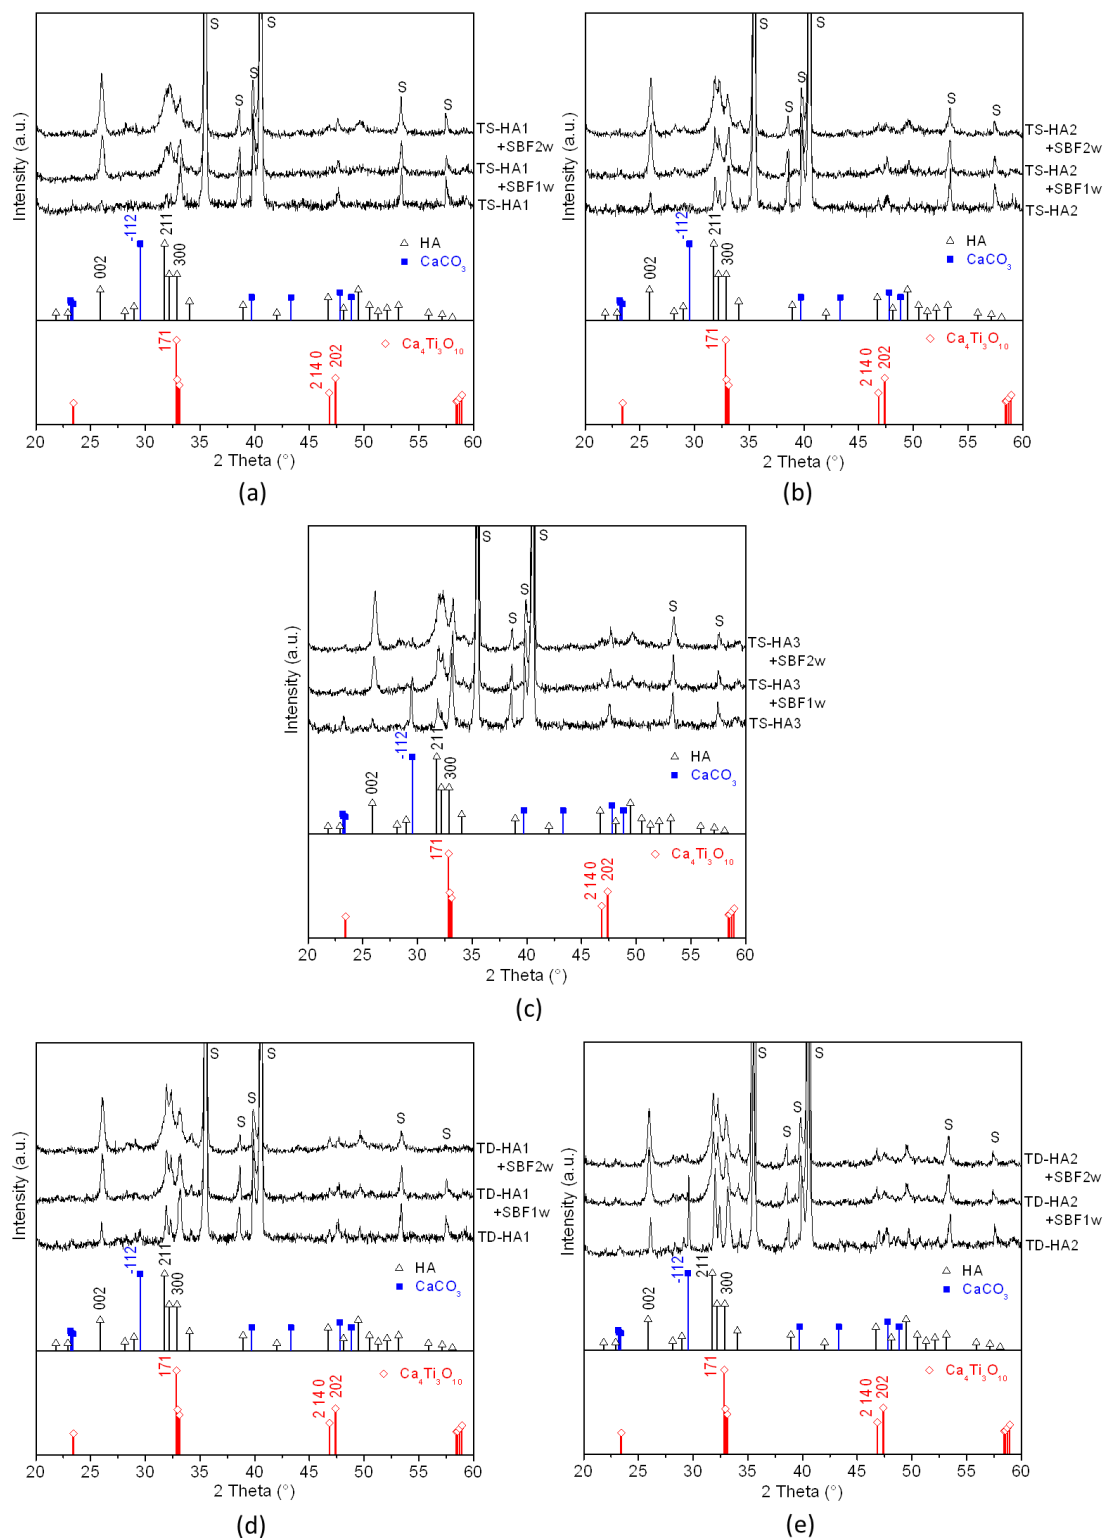 Intensity (a.u.)
S
S
S
S
S
S
TS-HA1
+SBF2w
TS-HA1
+SBF1w
TS-HA1
-112
211
002
300
HA
CaCO3
171
2 14 0
202
Ca4Ti3O10
20 25 30 35 40 45 50 55 60
2 Theta (°)
(a)
Intensity (a.u.)
S
S
S
S
S
S
TS-HA2
+SBF2w
TS-HA2
+SBF1w
TS-HA2
-112
211
002
300
HA
CaCO3
171
2 14 0
202
Ca4Ti3O10
20 25 30 35 40 45 50 55 60
2 Theta (°)
(b)
Intensity (a.u.)
S
S
S
S
S
S
TS-HA3
+SBF2w
TS-HA3
+SBF1w
TS-HA3
-112
211
002
300
HA
CaCO3
171
2 14 0
202
Ca4Ti3O10
20 25 30 35 40 45 50 55 60
2 Theta (°)
(c)
Intensity (a.u.)
S
S
S
S
S
S
TD-HA1
+SBF2w
TD-HA1
+SBF1w
TD-HA1
-112
211
002
300
HA
CaCO3
171
2 14 0
202
Ca4Ti3O10
20 25 30 35 40 45 50 55 60
2 Theta (°)
(d)
Intensity (a.u.)
S
S
S
S
S
S
TD-HA2
+SBF2w
TD-HA2
+SBF1w
TD-HA2
-112
211
002
300
HA
CaCO3
171
2 14 0
202
Ca4Ti3O10
20 25 30 35 40 45 50 55 60
2 Theta (°)
(e)